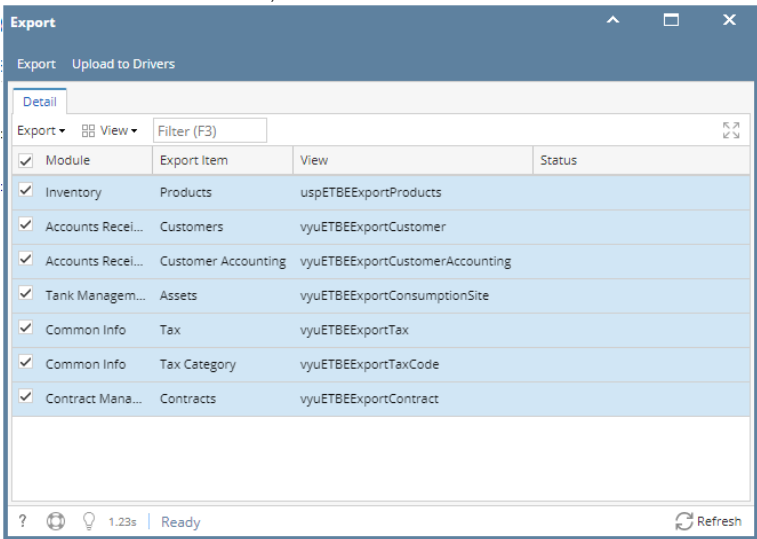 Export
Export Upload to Drivers
Detail
Export View Filter (F3)
Module Export Item View Status
Inventory Products uspETBEExportProducts
Accounts Recei... Customers vyuETBEExportCustomer
Accounts Recei... Customer Accounting vyuETBEExportCustomerAccounting
Tank Managem... Assets vyuETBEExportConsumptionSite
Common Info Tax vyuETBEExportTax
Common Info Tax Category vyuETBEExportTaxCode
Contract Mana... Contracts vyuETBEExportContract
? 1.23s Ready Refresh